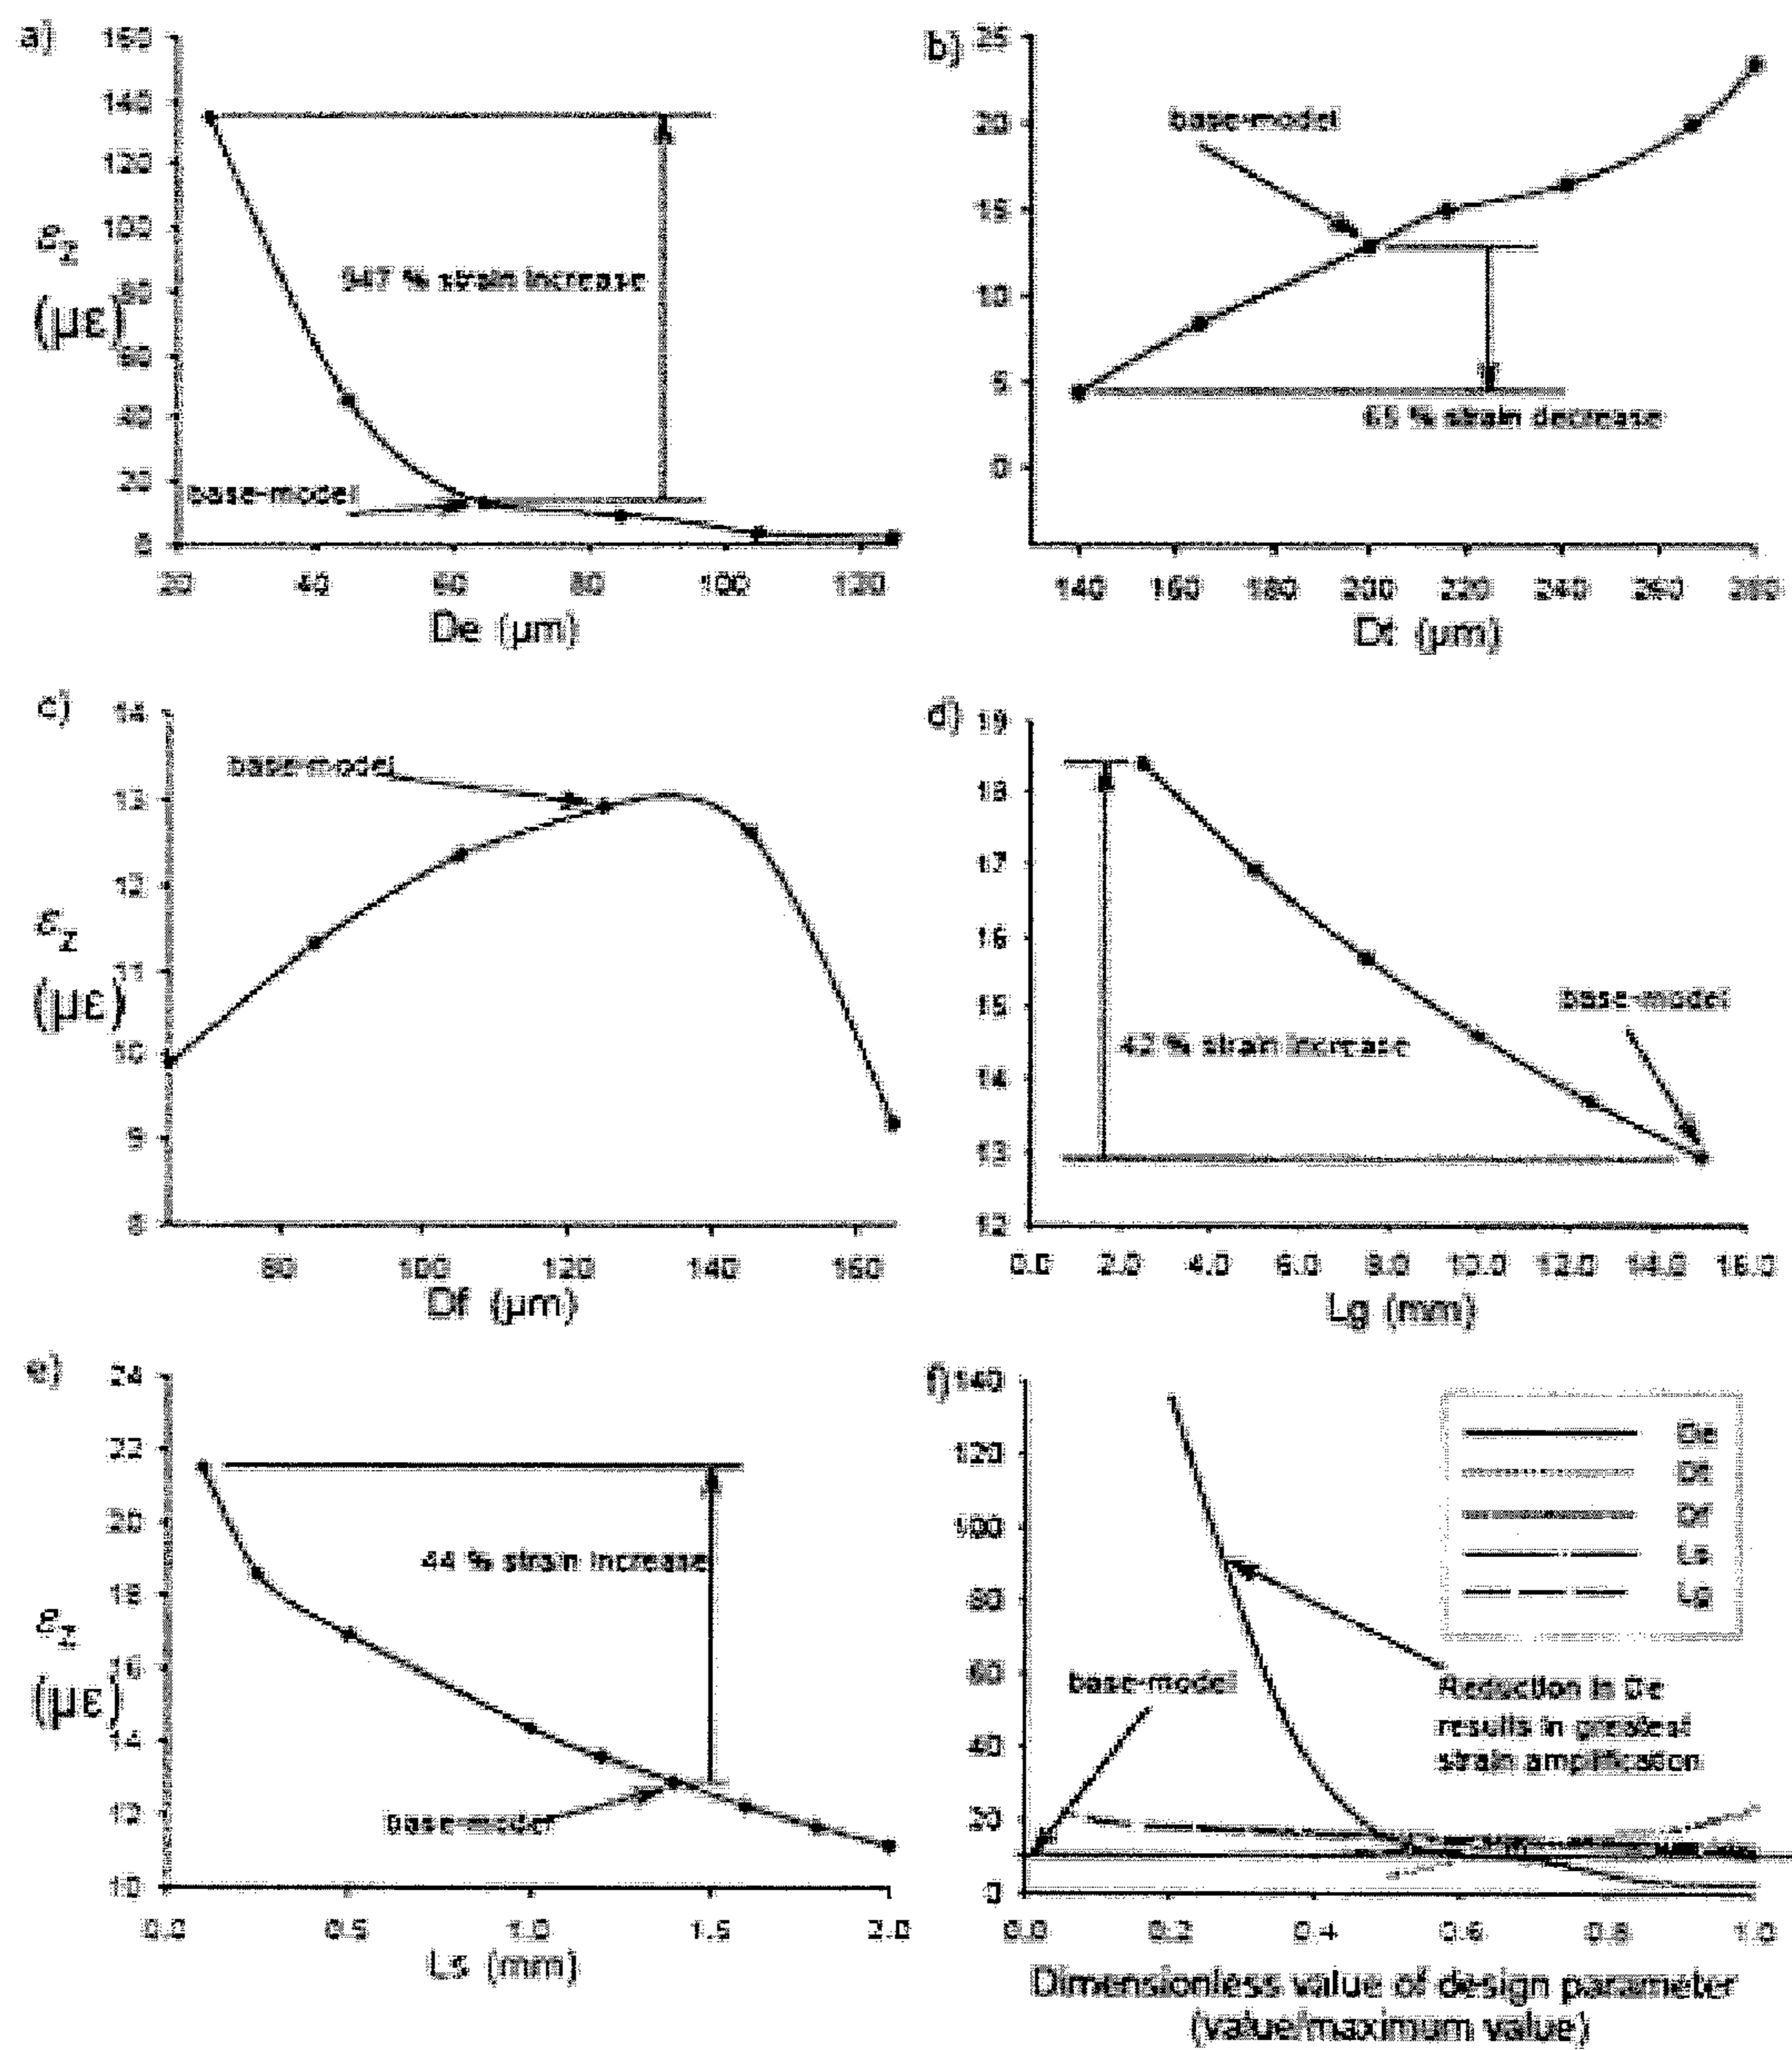 a)
160
140
120
100
80
60
40
20
0
εz
(με)
947 % strain increase
base-model
20 40 60 80 100 120
De (μm)
b)
25
20
15
10
5
0
base-model
65 % strain decrease
140 160 180 200 220 240 260 280
Dt (μm)
c)
14
13
12
11
10
9
8
εz
(με)
base-model
80 100 120 140 160
Df (μm)
d)
19
18
17
16
15
14
13
12
42 % strain increase
base-model
0.0 2.0 4.0 6.0 8.0 10.0 12.0 14.0 16.0
Lg (mm)
e)
24
22
20
18
16
14
12
10
εz
(με)
44 % strain increase
base-model
0.0 0.5 1.0 1.5 2.0
Ls (mm)
f)
140
120
100
80
60
40
20
0
De
Dt
Df
Ls
Lg
base-model
Reduction in De
results in greatest
strain amplification
0.0 0.2 0.4 0.6 0.8 1.0
Dimensionless value of design parameter
(value/maximum value)